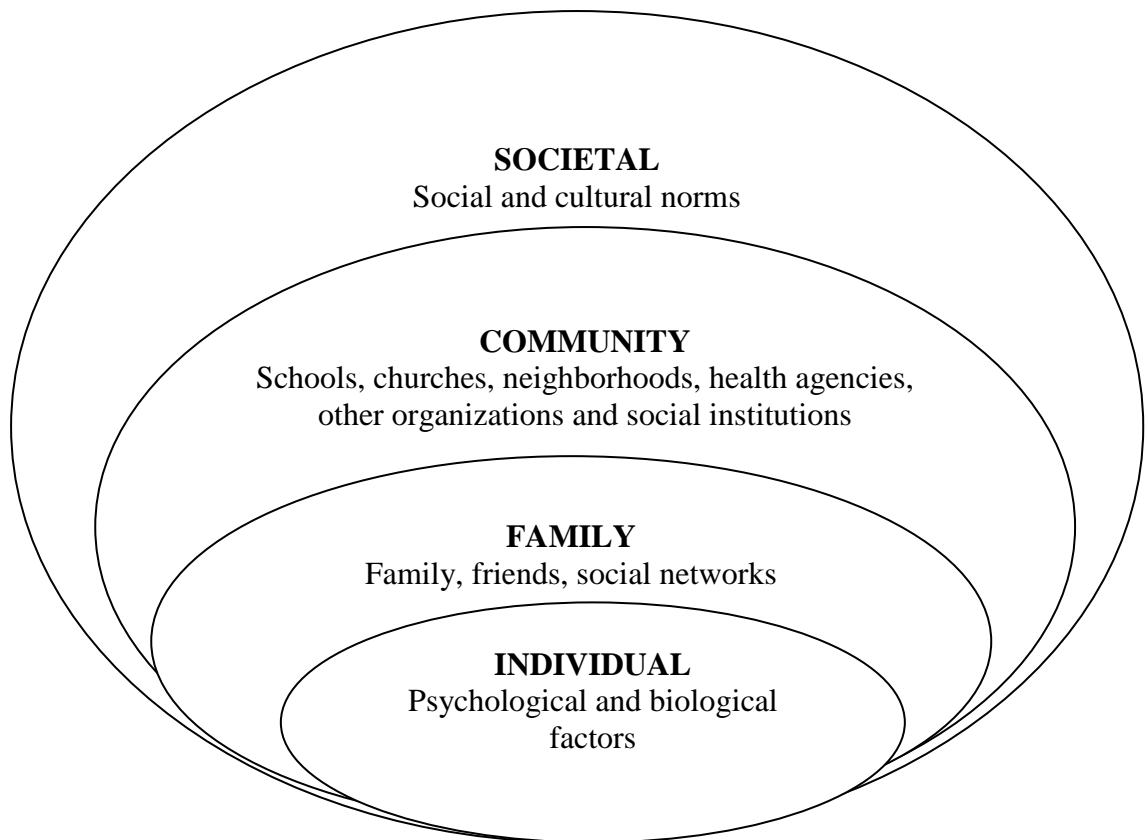 SOCIETAL
Social and cultural norms
COMMUNITY
Schools, churches, neighborhoods, health agencies,
other organizations and social institutions
FAMILY
Family, friends, social networks
INDIVIDUAL
Psychological and biological
factors